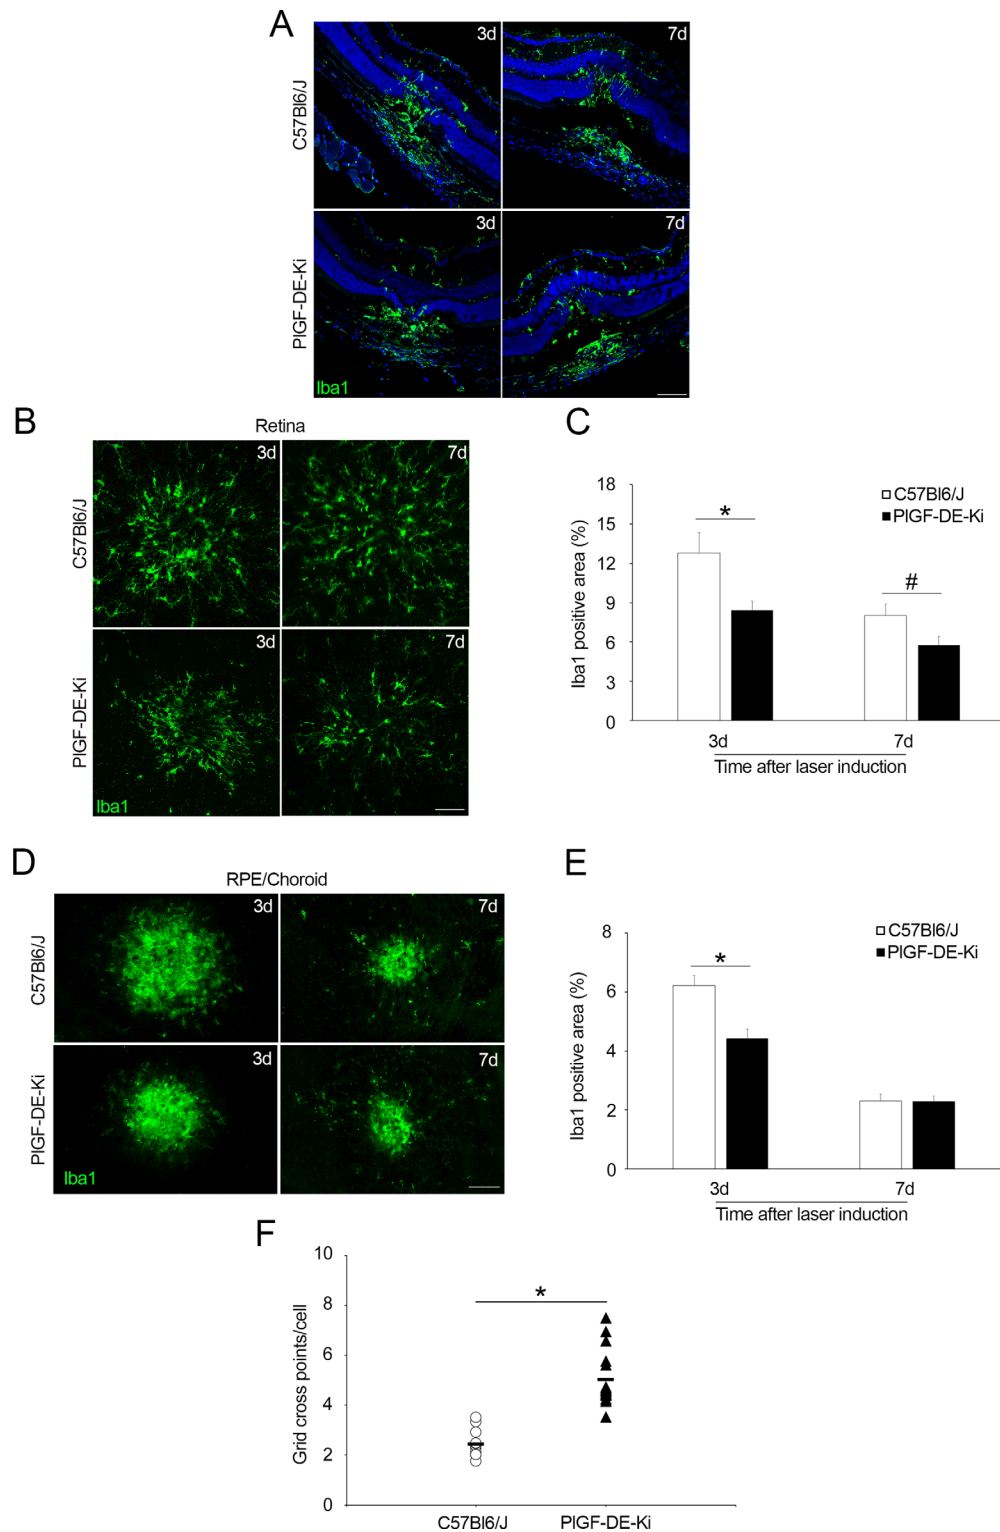 A
3d
7d
C57Bl6/J
3d
7d
PlGF-DE-Ki
Iba1
B
Retina
3d
7d
C57Bl6/J
3d
7d
PlGF-DE-Ki
Iba1
C
18
15
12
9
6
3
0
Iba1 positive area (%)
C57Bl6/J
PlGF-DE-Ki
*
#
3d
7d
Time after laser induction
D
RPE/Choroid
3d
7d
C57Bl6/J
3d
7d
PlGF-DE-Ki
Iba1
E
8
6
4
2
0
Iba1 positive area (%)
C57Bl6/J
PlGF-DE-Ki
*
3d
7d
Time after laser induction
F
10
8
6
4
2
0
Grid cross points/cell
*
C57Bl6/J
PlGF-DE-Ki